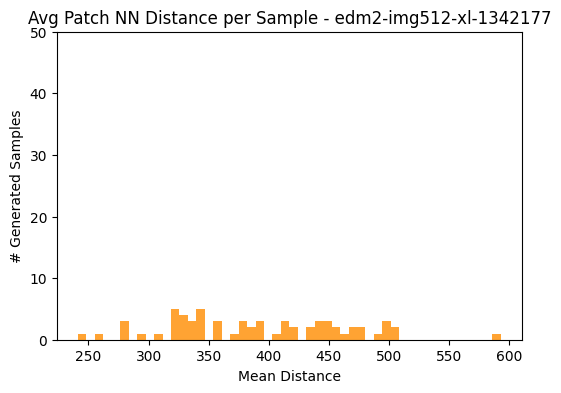 Avg Patch NN Distance per Sample - edm2-img512-xl-1342177
50
40
30
20
10
0
# Generated Samples
250 300 350 400 450 500 550 600
Mean Distance